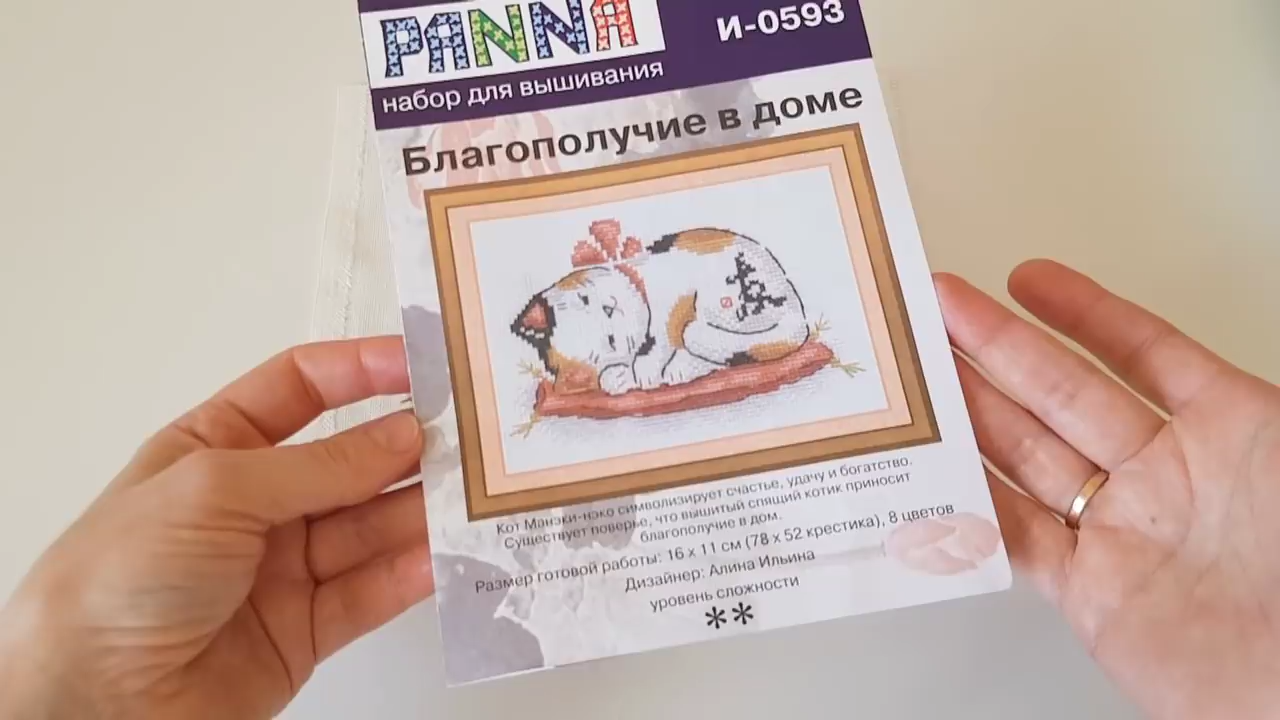 PANNA
И-0593
набор для вышивания
Благополучие в доме
Кот Манэки-нэко символизирует счастье, удачу и богатство.
Существует поверье, что вышитый спящий котик приносит
благополучие в дом.
Размер готовой работы: 16 x 11 см (78 x 52 крестика), 8 цветов
Дизайнер: Алина Ильина
уровень сложности
**